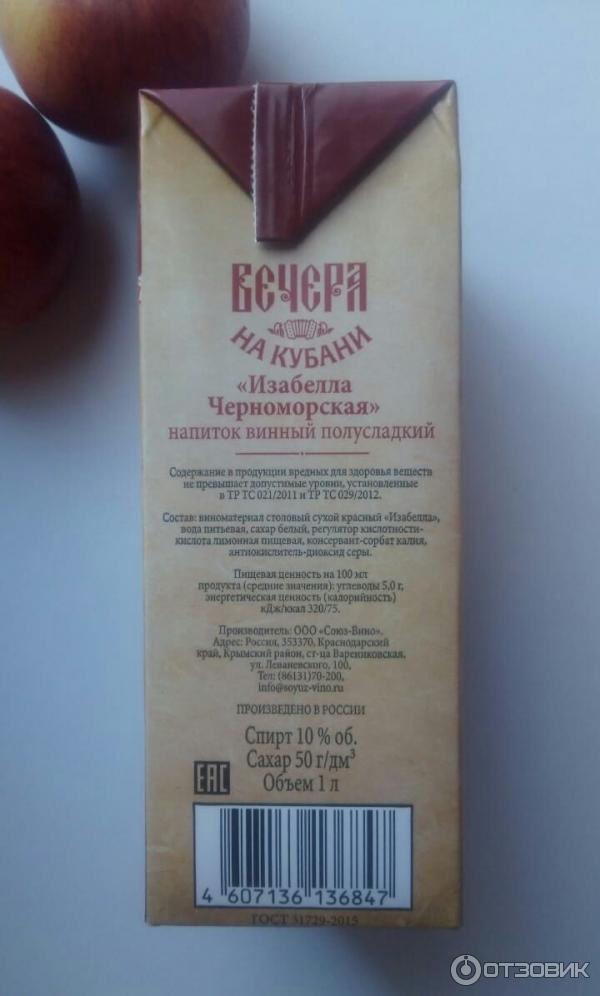 ВЕЧЕРА
НА КУБАНИ
«Изабелла
Черноморская»
напиток винный полусладкий
Содержание в продукции вредных для здоровья веществ
не превышает допустимые уровни, установленные
в ТР ТС 021/2011 и ТР ТС 029/2012.
Состав: виноматериал столовый сухой красный «Изабелла»,
вода питьевая, сахар белый, регулятор кислотности-
кислота лимонная пищевая, консервант-сорбат калия,
антиокислитель-диоксид серы.
Пищевая ценность на 100 мл
продукта (средние значения): углеводы 5,0 г,
энергетическая ценность (калорийность)
кДж/ккал 320/75.
Производитель: ООО «Союз-Вино».
Адрес: Россия, 353370, Краснодарский
край, Крымский район, ст-ца Варениковская,
ул. Леваневского, 100,
Тел: (86131)70-200,
info@soyuz-vino.ru
ПРОИЗВЕДЕНО В РОССИИ
Спирт 10 % об.
Сахар 50 г/дм³
Объем 1 л
ЕАС
4 607136 136847
ГОСТ 31729-2015
ОТЗОВИК